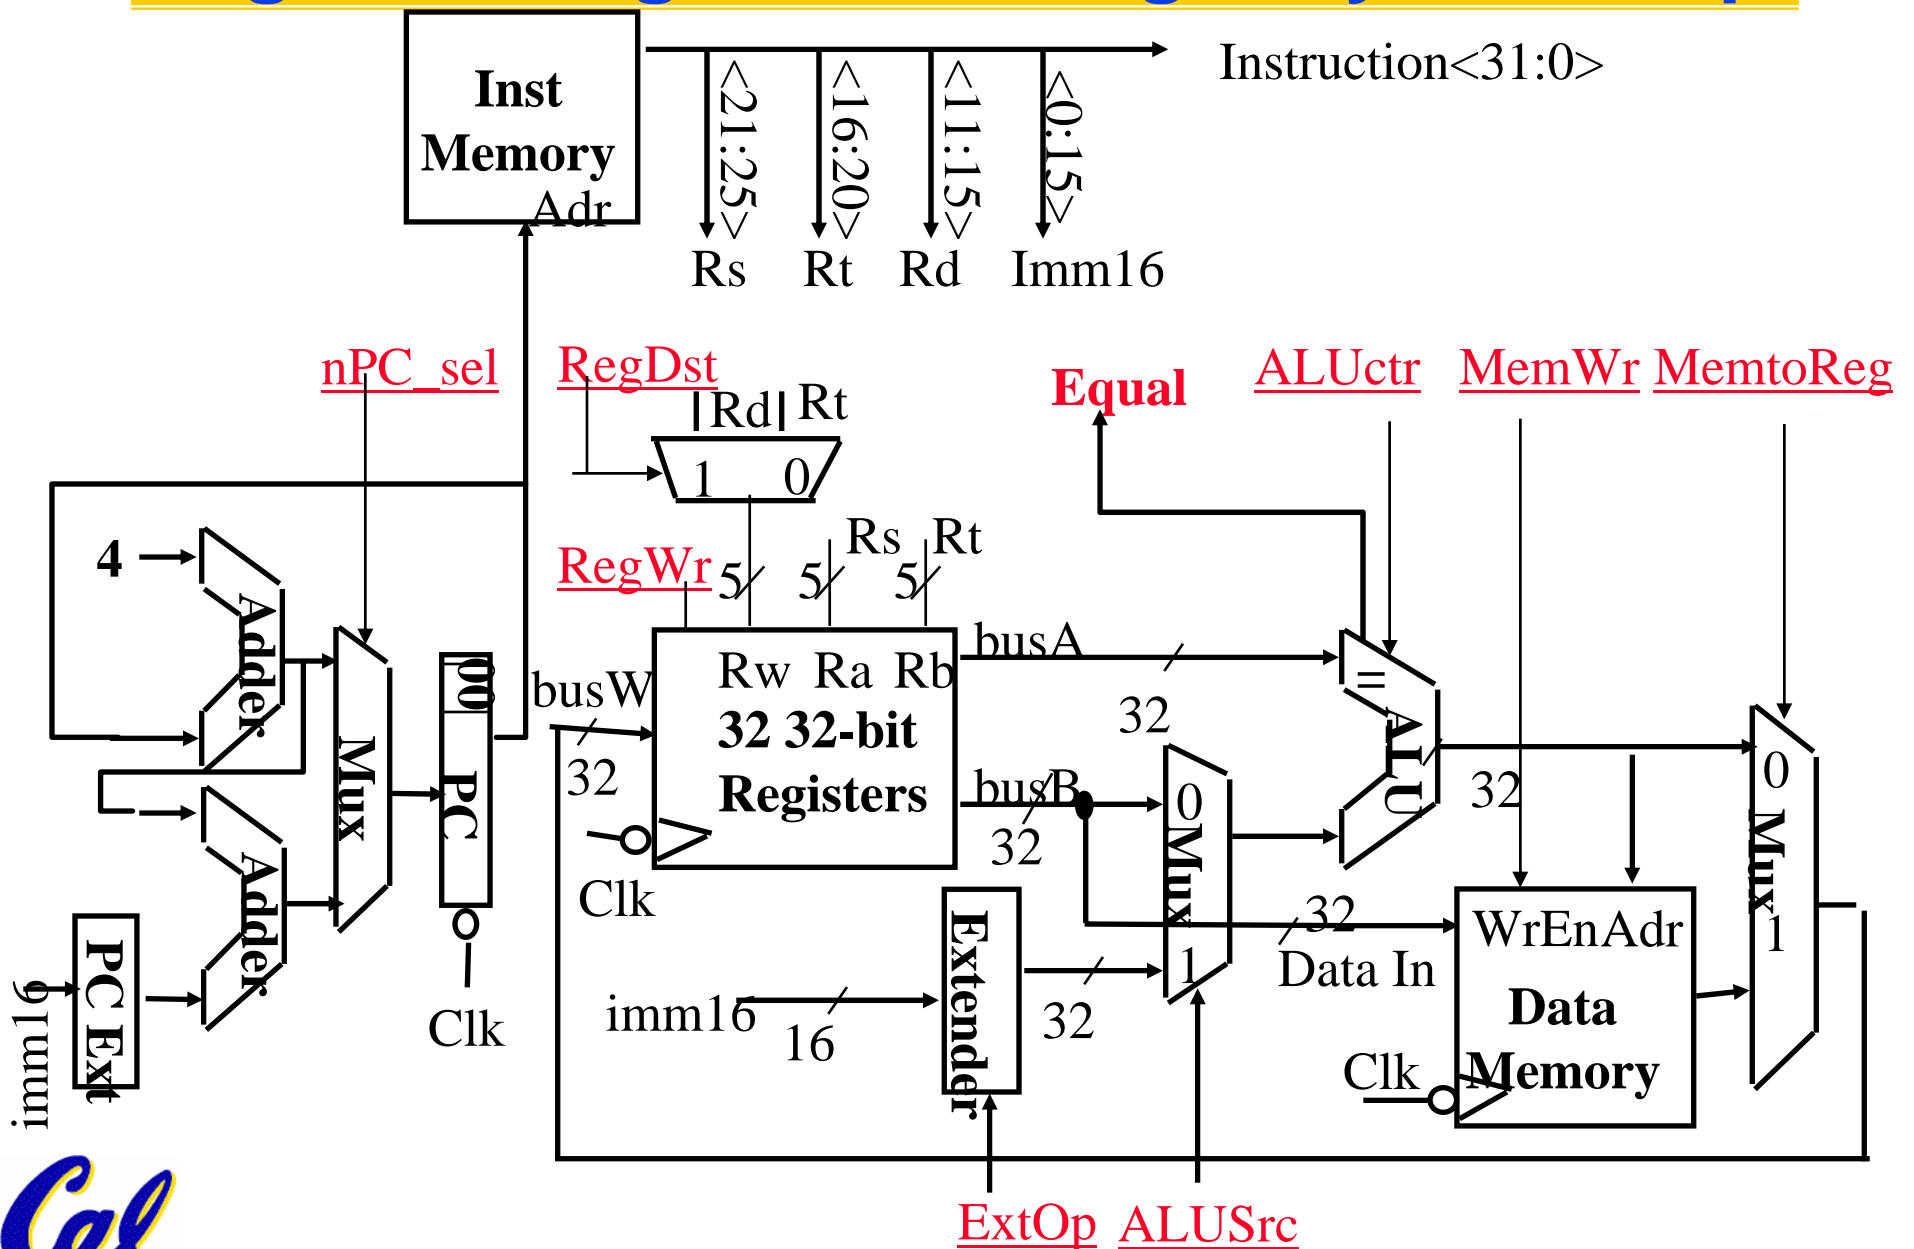 Inst
Memory
Adr
Instruction<31:0>
<21:25>
<16:20>
<11:15>
<0:15>
Rs
Rt
Rd
Imm16
nPC_sel
RegDst
Rd
Rt
Equal
ALUctr
MemWr
MemtoReg
1
0
4
RegWr
5
5
5
Rs
Rt
Adder
Mux
00
PC
busW
32
Rw Ra Rb
32 32-bit
Registers
busA
32
busB
32
Clk
=
ALU
32
0
Mux
1
0
Mux
1
Adder
PC Ext
imm16
Clk
imm16
16
Extender
32
32
Data In
WrEn Adr
Data
Memory
Clk
ExtOp
ALUSrc
Cal